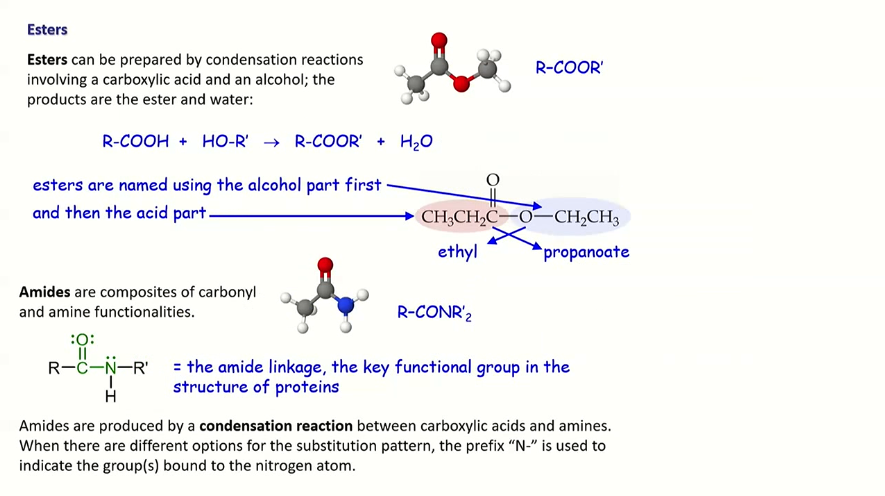 Esters
Esters can be prepared by condensation reactions
involving a carboxylic acid and an alcohol; the
products are the ester and water:
R–COOR′
R-COOH + HO-R′ → R-COOR′ + H₂O
esters are named using the alcohol part first
and then the acid part
O
CH₃CH₂C—O—CH₂CH₃
ethyl propanoate
Amides are composites of carbonyl
and amine functionalities.
R–CONR′₂
:O:
R—C—N̈—R'
H
= the amide linkage, the key functional group in the
structure of proteins
Amides are produced by a condensation reaction between carboxylic acids and amines.
When there are different options for the substitution pattern, the prefix “N-” is used to
indicate the group(s) bound to the nitrogen atom.